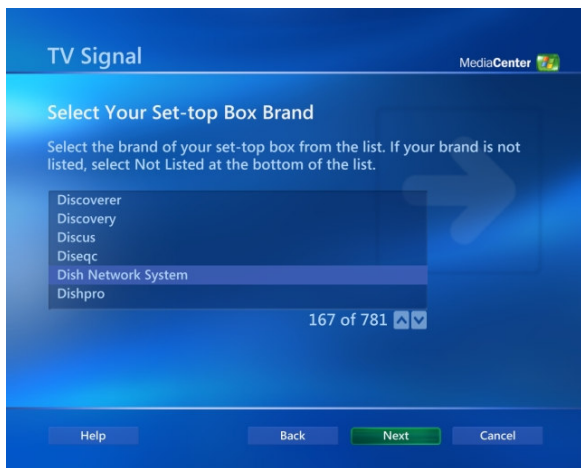 TV Signal
MediaCenter
Select Your Set-top Box Brand
Select the brand of your set-top box from the list. If your brand is not
listed, select Not Listed at the bottom of the list.
Discoverer
Discovery
Discus
Diseqc
Dish Network System
Dishpro
167 of 781
Help Back Next Cancel